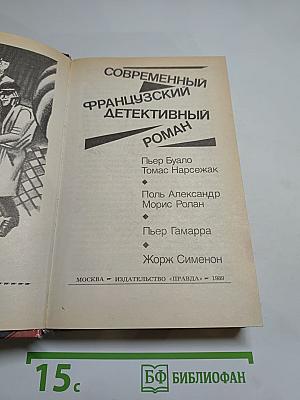 СОВРЕМЕННЫЙ
ФРАНЦУЗСКИЙ
ДЕТЕКТИВНЫЙ
РОМАН
Пьер Буало
Томас Нарсежак
Поль Александр
Морис Ролан
Пьер Гамарра
Жорж Сименон
МОСКВА – ИЗДАТЕЛЬСТВО «ПРАВДА» – 1989
15с
БФ БИБЛИОФАН